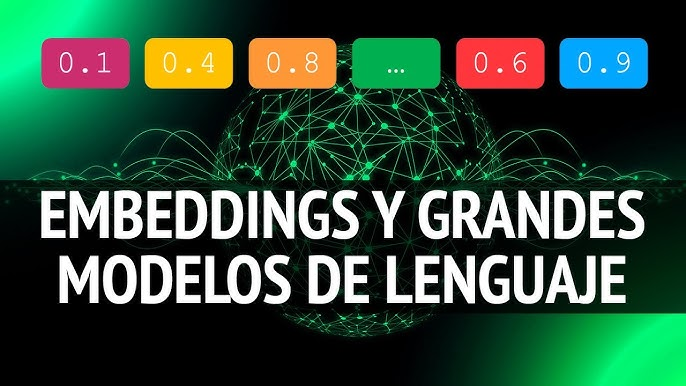 0.1 0.4 0.8 … 0.6 0.9
EMBEDDINGS Y GRANDES
MODELOS DE LENGUAJE